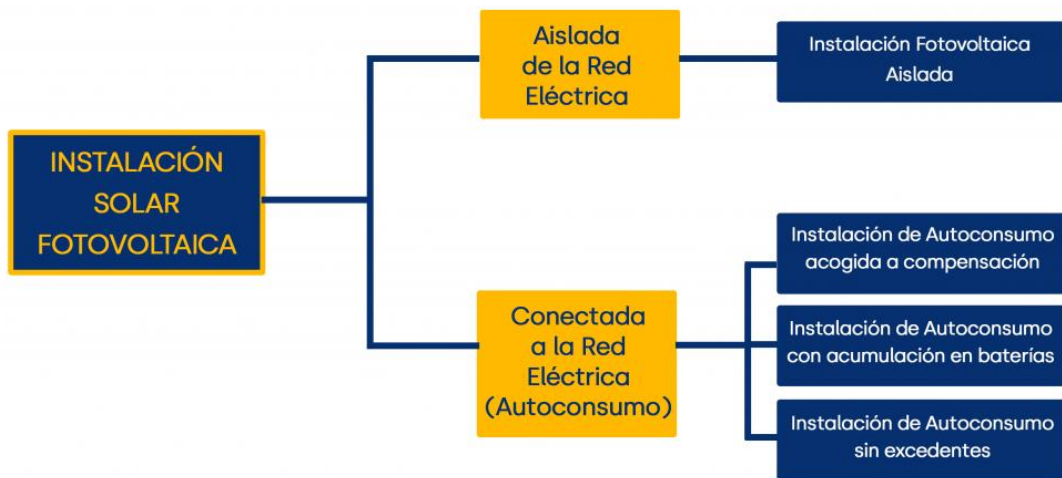 INSTALACIÓN
SOLAR
FOTOVOLTAICA
Aislada
de la Red
Eléctrica
Instalación Fotovoltaica
Aislada
Conectada
a la Red
Eléctrica
(Autoconsumo)
Instalación de Autoconsumo
acogida a compensación
Instalación de Autoconsumo
con acumulación en baterías
Instalación de Autoconsumo
sin excedentes